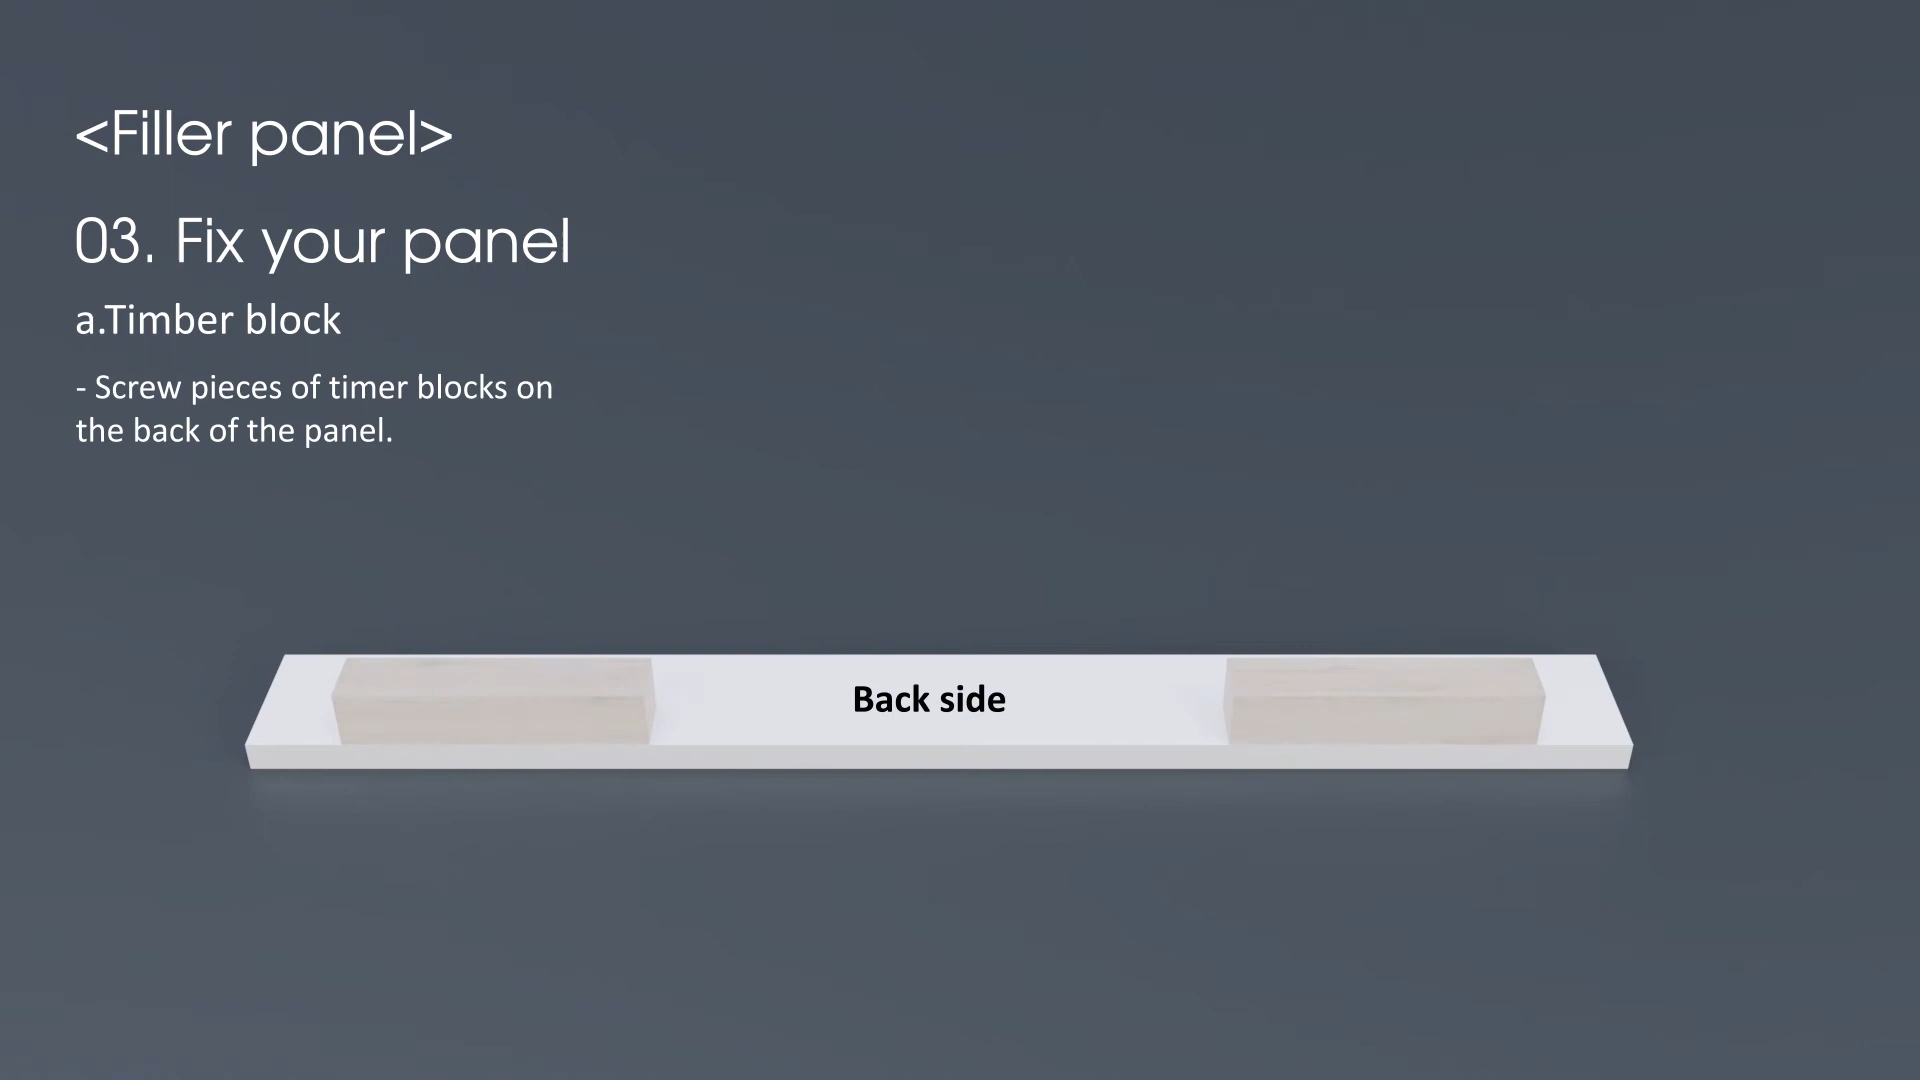 <Filler panel>
03. Fix your panel
a.Timber block
- Screw pieces of timer blocks on
the back of the panel.
Back side